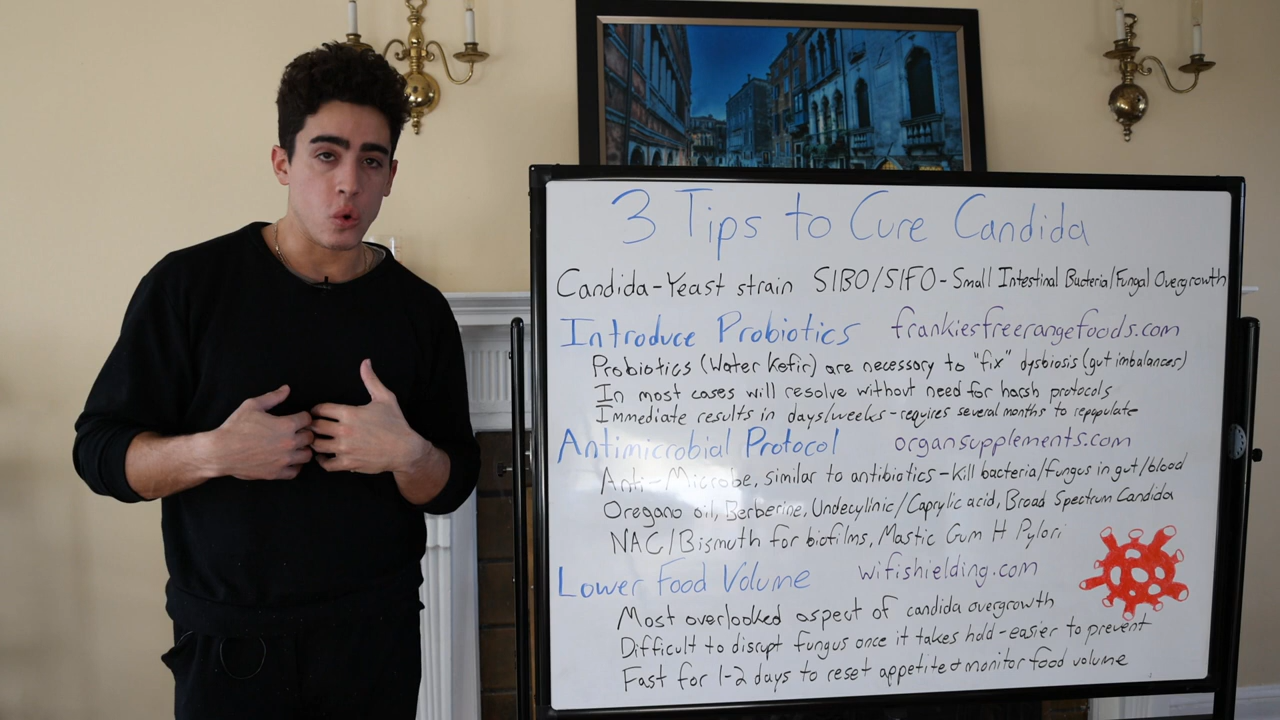 3 Tips to Cure Candida
Candida-Yeast strain SIBO/SIFO - Small Intestinal Bacteria/Fungal Overgrowth
Introduce Probiotics frankiesfreerangefoods.com
Probiotics (Water Kefir) are necessary to "fix" dysbiosis (gut imbalances)
In most cases will resolve without need for harsh protocols
Immediate results in days/weeks - requires several months to repopulate
Antimicrobial Protocol organsupplements.com
Anti-Microbe, similar to antibiotics - Kill bacteria/fungus in gut/blood
Oregano oil, Berberine, Undecylinic/Caprylic acid, Broad Spectrum Candida
NAC/Bismuth for biofilms, Mastic Gum H Pylori
Lower Food Volume wifishielding.com
Most overlooked aspect of candida overgrowth
Difficult to disrupt fungus once it takes hold - easier to prevent
Fast for 1-2 days to reset appetite + monitor food volume